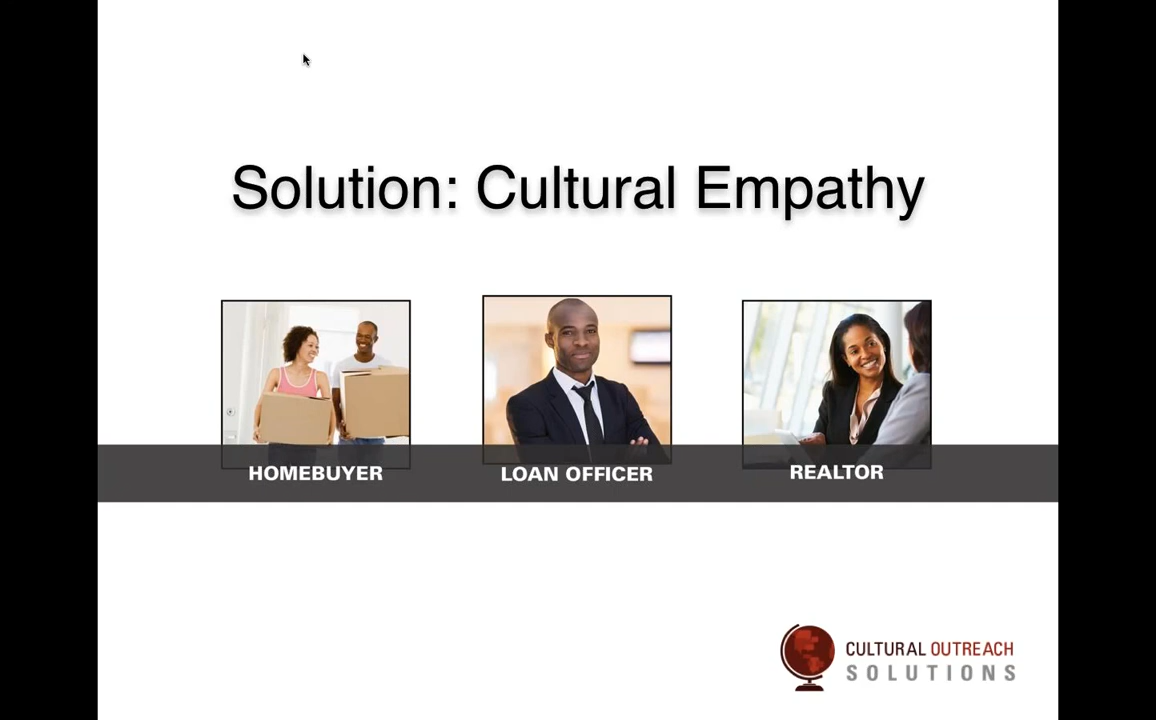 Solution: Cultural Empathy
HOMEBUYER
LOAN OFFICER
REALTOR
CULTURAL OUTREACH
SOLUTIONS